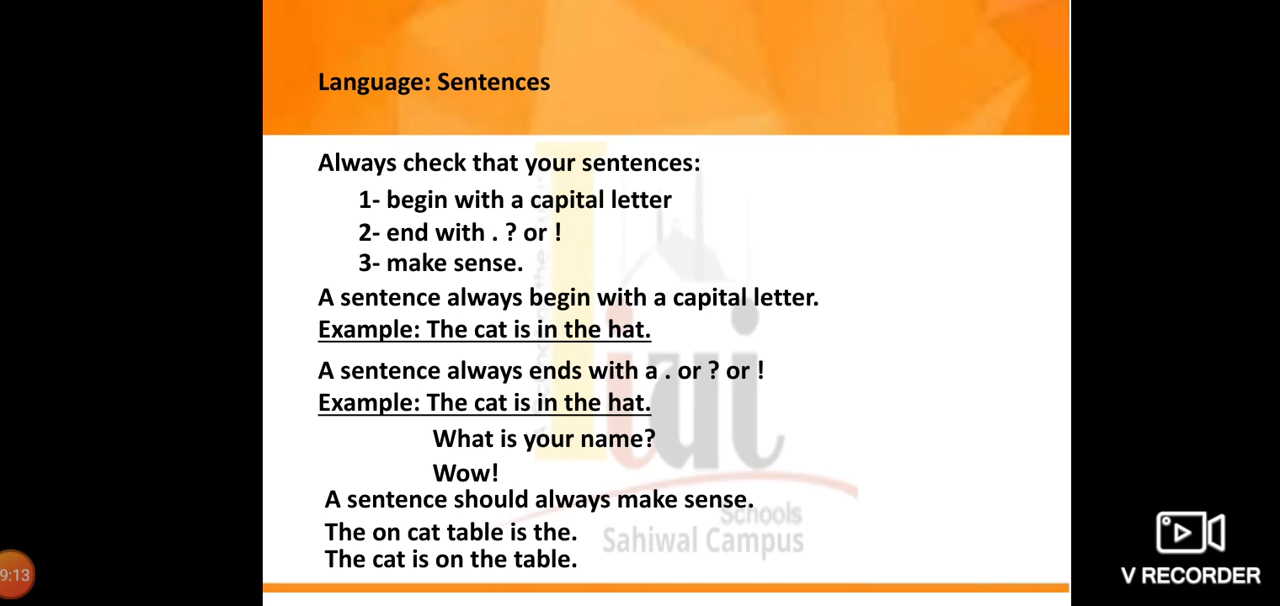 Language: Sentences
Always check that your sentences:
1- begin with a capital letter
2- end with . ? or !
3- make sense.
A sentence always begin with a capital letter.
Example: The cat is in the hat.
A sentence always ends with a . or ? or !
Example: The cat is in the hat.
What is your name?
Wow!
A sentence should always make sense.
Schools
The on cat table is the.
Sahiwal Campus
The cat is on the table.
9:13
V RECORDER